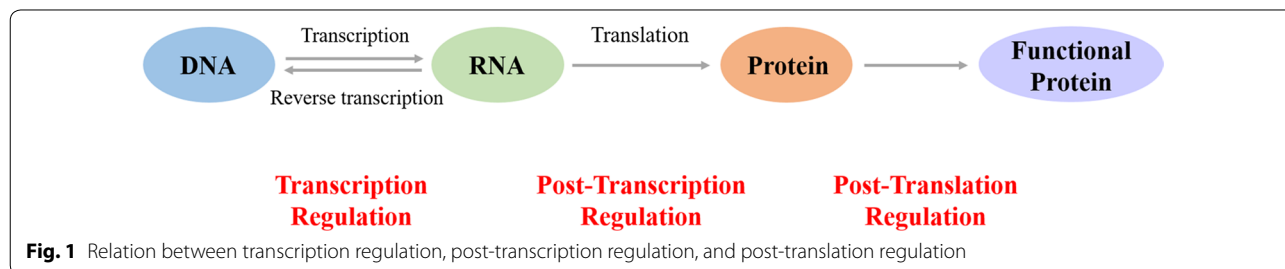 Transcription
DNA
RNA
Reverse transcription
Translation
Protein
Functional
Protein
Transcription
Regulation
Post-Transcription
Regulation
Post-Translation
Regulation
Fig. 1 Relation between transcription regulation, post-transcription regulation, and post-translation regulation